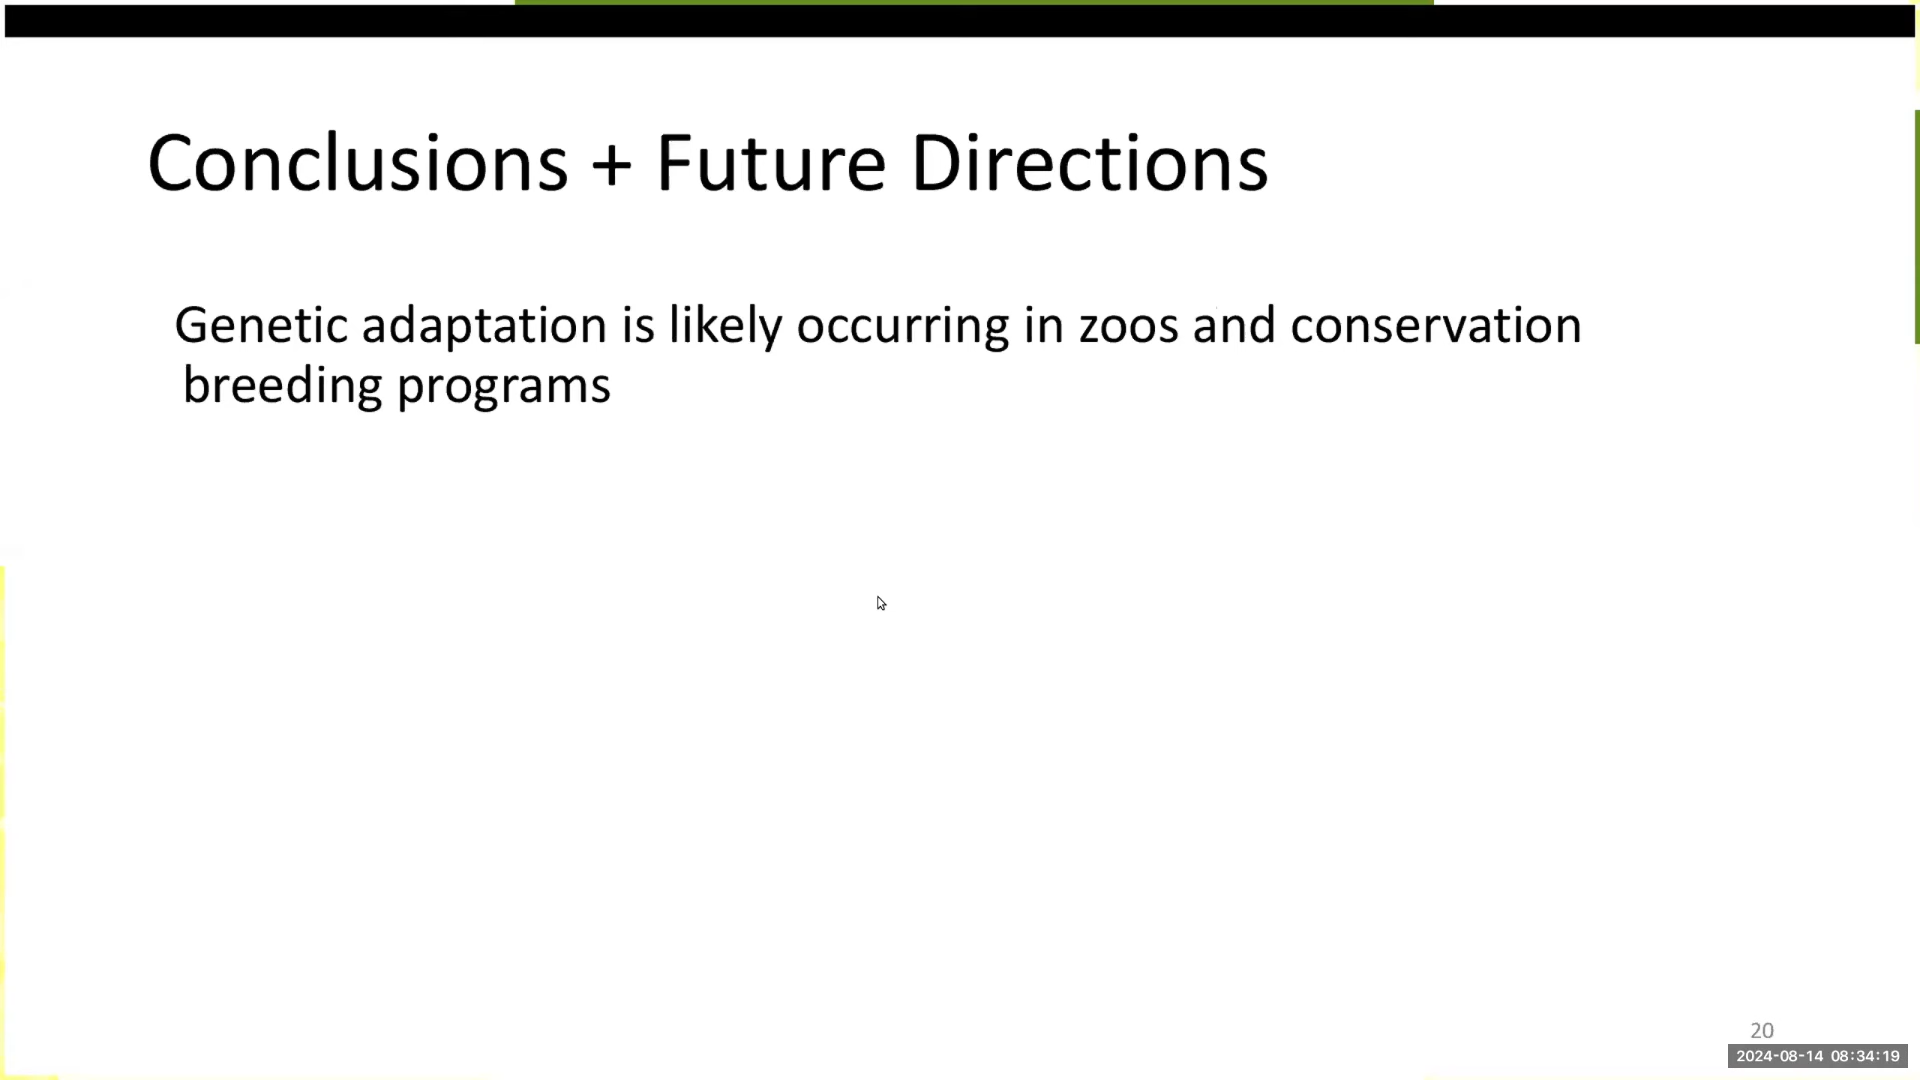 Conclusions + Future Directions
Genetic adaptation is likely occurring in zoos and conservation
breeding programs
20
2024-08-14 08:34:19